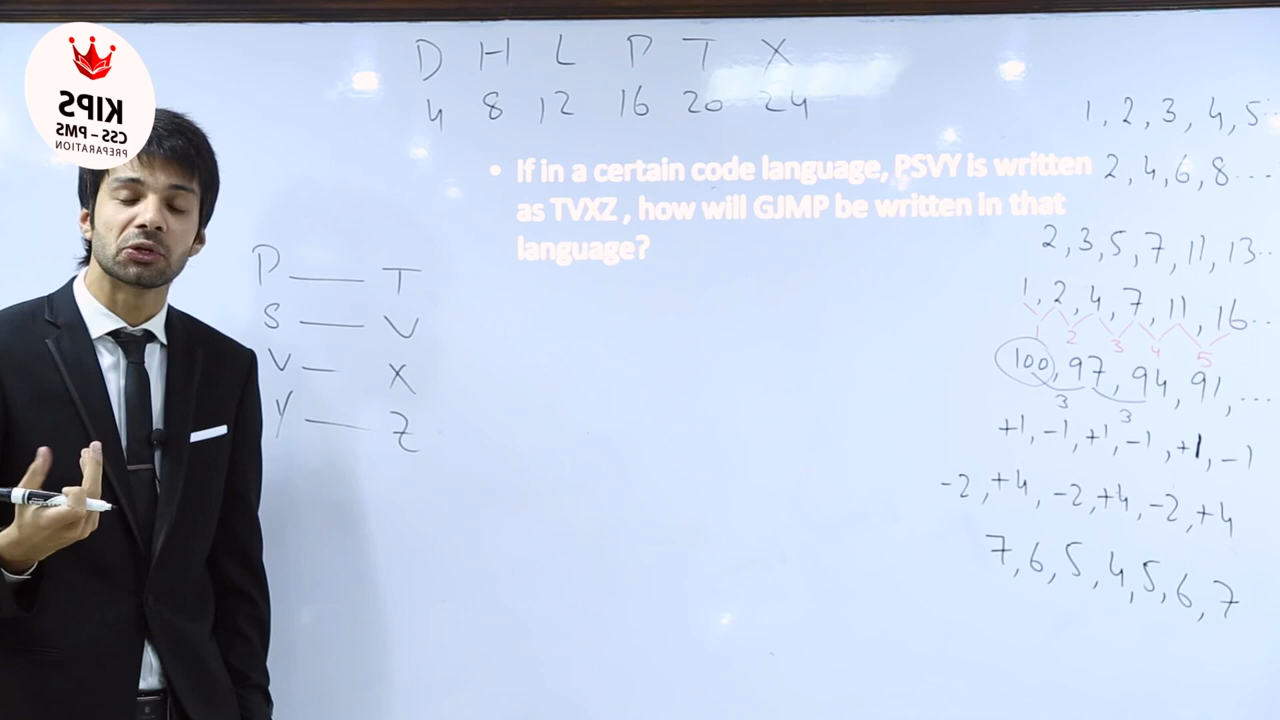 KIPS
CSS – PMS
PREPARATION
D H L P T X
4 8 12 16 20 24
• If in a certain code language, PSVY is written
as TVXZ , how will GJMP be written in that
language?
P — T
S — V
V — X
Y — Z
1, 2, 3, 4, 5..
2, 4, 6, 8....
2, 3, 5, 7, 11, 13..
1, 2, 4, 7, 11, 16..
1 2 3 4 5
100, 97, 94, 91, ...
3 3
+1, -1, +1, -1, +1, -1
-2, +4, -2, +4, -2, +4
7, 6, 5, 4, 5, 6, 7